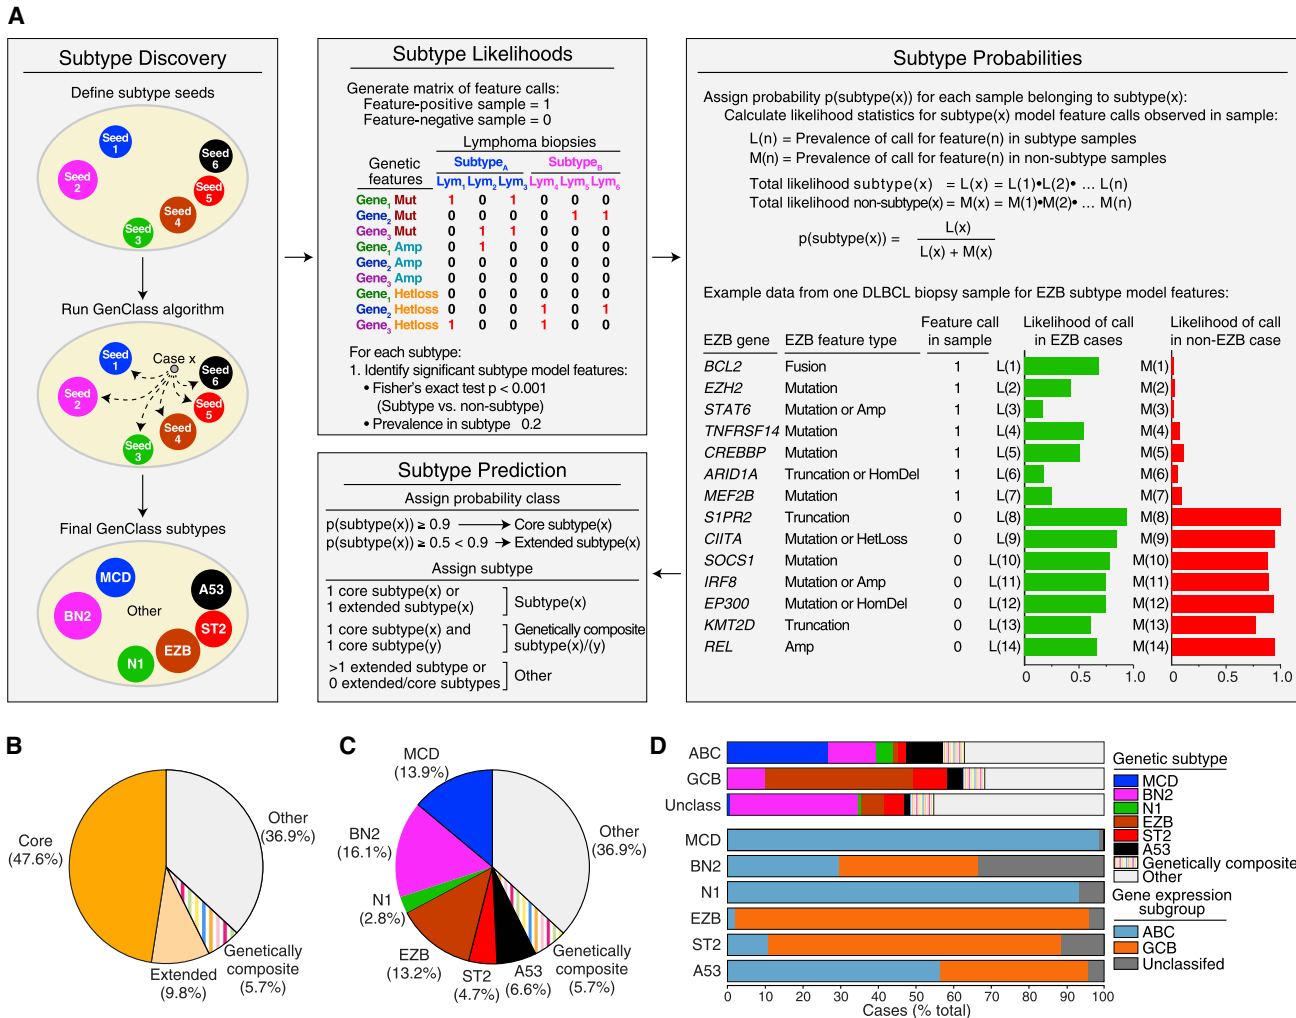 A
Subtype Discovery
Define subtype seeds
Seed 1
Seed 2
Seed 3
Seed 4
Seed 5
Seed 6
Run GenClass algorithm
Case x
Seed 1
Seed 2
Seed 3
Seed 4
Seed 5
Seed 6
Final GenClass subtypes
MCD
BN2
Other
A53
ST2
EZB
N1
Subtype Likelihoods
Generate matrix of feature calls:
Feature-positive sample = 1
Feature-negative sample = 0
Lymphoma biopsies
Genetic features
SubtypeA SubtypeB
Lym1 Lym2 Lym3 Lym4 Lym5 Lym6
Gene1 Mut 1 0 1 0 0 0
Gene2 Mut 0 0 0 0 1 1
Gene3 Mut 0 1 1 0 0 0
Gene1 Amp 0 1 0 0 0 0
Gene2 Amp 0 0 0 0 0 0
Gene3 Amp 0 0 0 0 0 0
Gene1 Hetloss 0 0 0 0 0 0
Gene2 Hetloss 0 0 0 1 0 1
Gene3 Hetloss 1 0 0 1 0 0
For each subtype:
1. Identify significant subtype model features:
• Fisher's exact test p < 0.001
(Subtype vs. non-subtype)
• Prevalence in subtype 0.2
Subtype Prediction
Assign probability class
p(subtype(x)) ≥ 0.9 → Core subtype(x)
p(subtype(x)) ≥ 0.5 < 0.9 → Extended subtype(x)
Assign subtype
1 core subtype(x) or
1 extended subtype(x)
Subtype(x)
1 core subtype(x) and
1 core subtype(y)
Genetically composite
subtype(x)/(y)
>1 extended subtype or
0 extended/core subtypes
Other
Subtype Probabilities
Assign probability p(subtype(x)) for each sample belonging to subtype(x):
Calculate likelihood statistics for subtype(x) model feature calls observed in sample:
L(n) = Prevalence of call for feature(n) in subtype samples
M(n) = Prevalence of call for feature(n) in non-subtype samples
Total likelihood subtype(x) = L(x) = L(1)•L(2)• ... L(n)
Total likelihood non-subtype(x) = M(x) = M(1)•M(2)• ... M(n)
p(subtype(x)) = L(x)
L(x) + M(x)
Example data from one DLBCL biopsy sample for EZB subtype model features:
EZB gene
EZB feature type
Feature call in sample
Likelihood of call in EZB cases
Likelihood of call in non-EZB case
BCL2 Fusion 1 L(1) M(1)
EZH2 Mutation 1 L(2) M(2)
STAT6 Mutation or Amp 1 L(3) M(3)
TNFRSF14 Mutation 1 L(4) M(4)
CREBBP Mutation 1 L(5) M(5)
ARID1A Truncation or HomDel 1 L(6) M(6)
MEF2B Mutation 1 L(7) M(7)
S1PR2 Truncation 0 L(8) M(8)
CIITA Mutation or HetLoss 0 L(9) M(9)
SOCS1 Mutation 0 L(10) M(10)
IRF8 Mutation or Amp 0 L(11) M(11)
EP300 Mutation or HomDel 0 L(12) M(12)
KMT2D Truncation 0 L(13) M(13)
REL Amp 0 L(14) M(14)
0 0.5 1.0 0 0.5 1.0
B
Core
(47.6%)
Other
(36.9%)
Extended
(9.8%)
Genetically
composite
(5.7%)
C
MCD
(13.9%)
BN2
(16.1%)
N1
(2.8%)
EZB
(13.2%)
ST2
(4.7%)
A53
(6.6%)
Genetically
composite
(5.7%)
Other
(36.9%)
D
ABC
GCB
Unclass
MCD
BN2
N1
EZB
ST2
A53
0 10 20 30 40 50 60 70 80 90 100
Cases (% total)
Genetic subtype
MCD
BN2
N1
EZB
ST2
A53
Genetically composite
Other
Gene expression
subgroup
ABC
GCB
Unclassifed